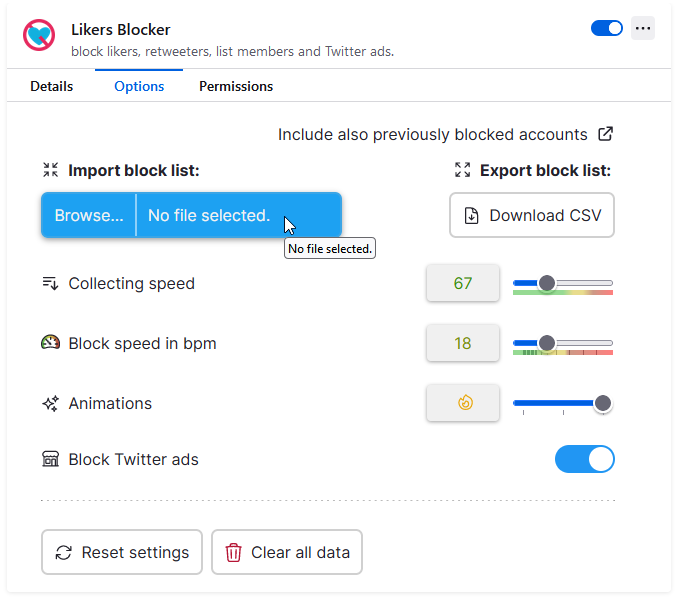 Likers Blocker
block likers, retweeters, list members and Twitter ads.
Details Options Permissions
Include also previously blocked accounts
Import block list: Export block list:
Browse... No file selected. Download CSV
No file selected.
Collecting speed 67
Block speed in bpm 18
Animations
Block Twitter ads
Reset settings Clear all data